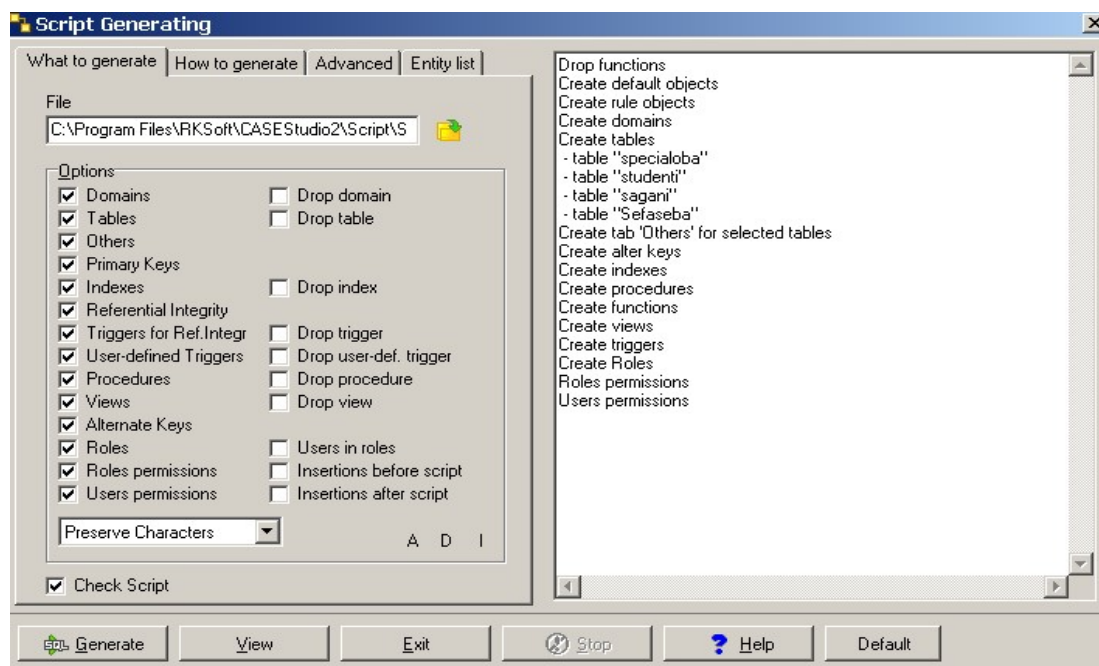 Script Generating
What to generate
How to generate
Advanced
Entity list
File
C:\Program Files\RKSoft\CASEStudio2\Script\S
Options
Domains
Drop domain
Tables
Drop table
Others
Primary Keys
Indexes
Drop index
Referential Integrity
Triggers for Ref.Integr
Drop trigger
User-defined Triggers
Drop user-def. trigger
Procedures
Drop procedure
Views
Drop view
Alternate Keys
Roles
Users in roles
Roles permissions
Insertions before script
Users permissions
Insertions after script
Preserve Characters
A D I
Check Script
Drop functions
Create default objects
Create rule objects
Create domains
Create tables
- table "specialoba"
- table "studenti"
- table "sagani"
- table "Sefaseba"
Create tab 'Others' for selected tables
Create alter keys
Create indexes
Create procedures
Create functions
Create views
Create triggers
Create Roles
Roles permissions
Users permissions
Generate
View
Exit
Stop
Help
Default